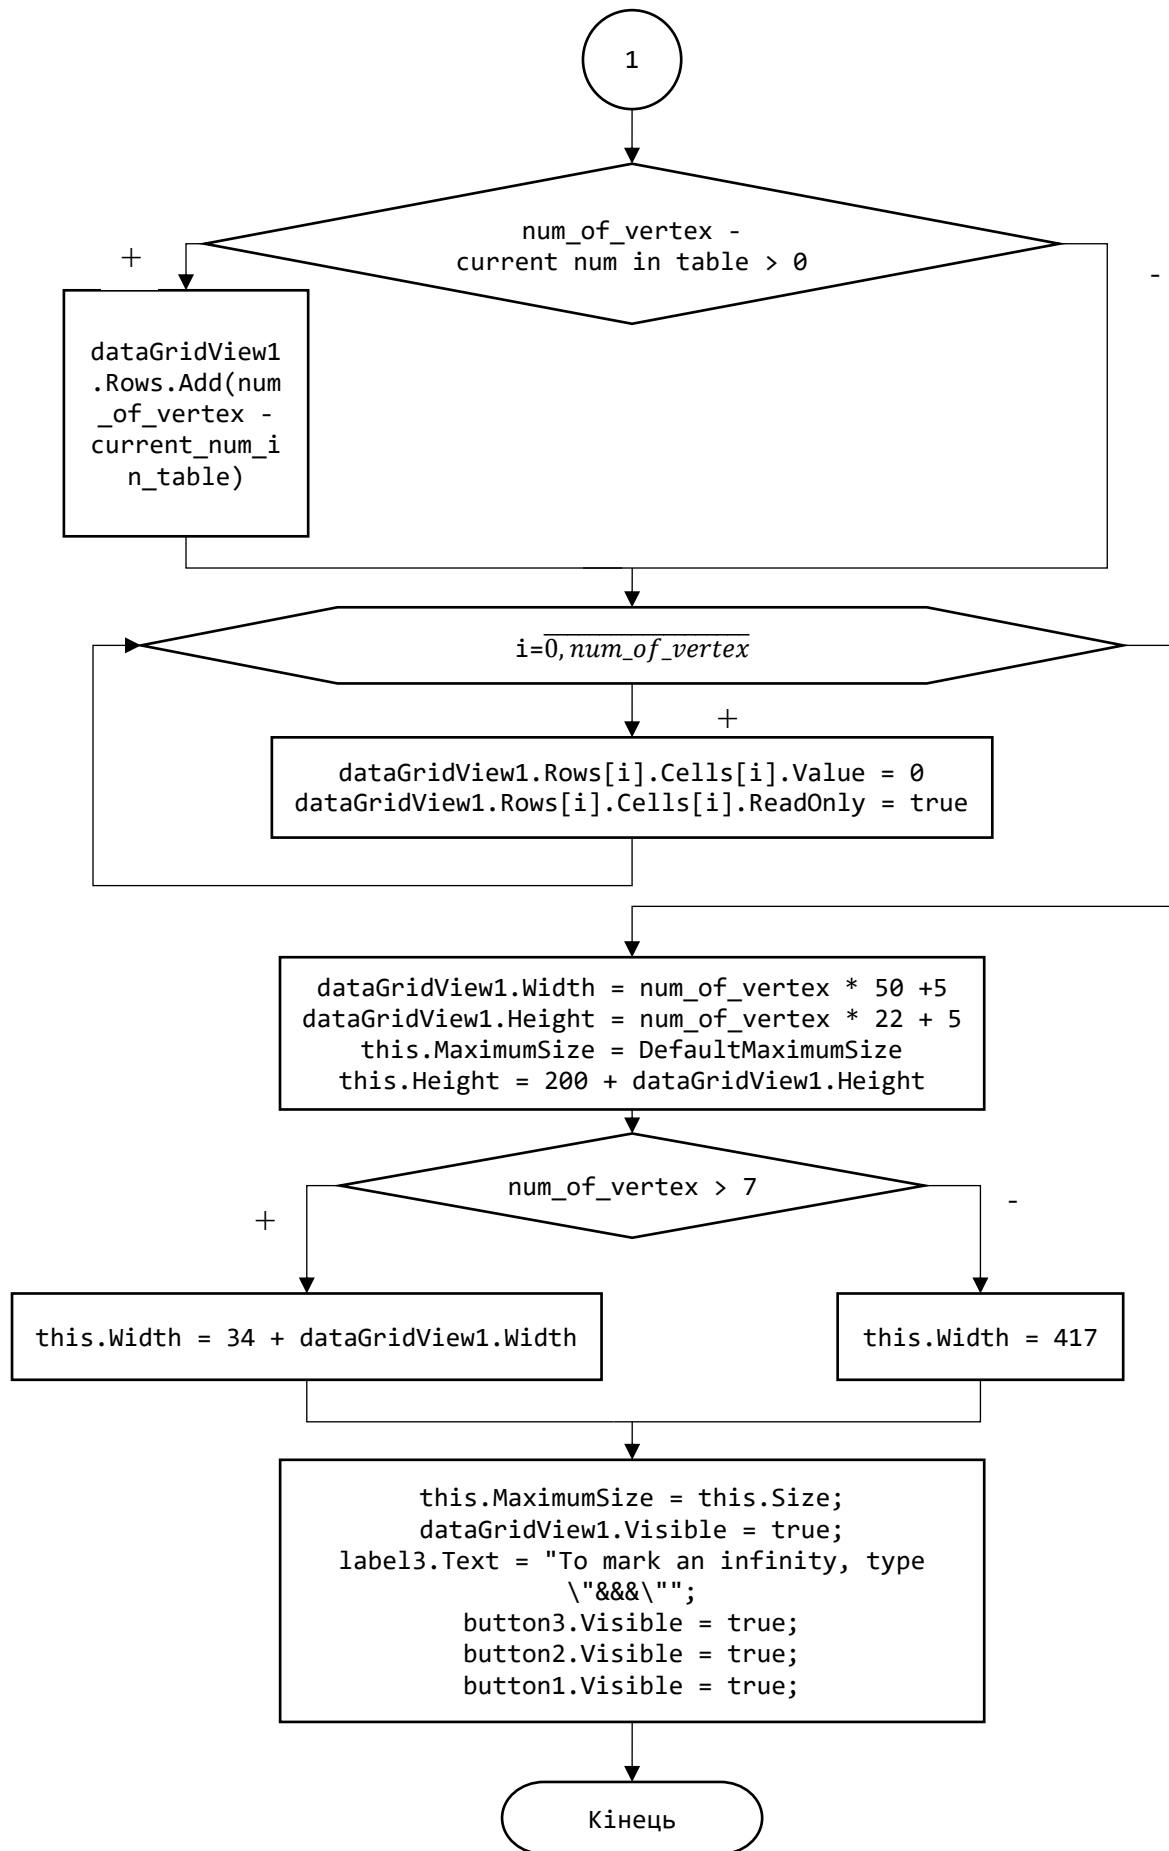 1
num_of_vertex -
current num in table > 0
+
-
dataGridView1
.Rows.Add(num
_of_vertex -
current_num_i
n_table)
i=0, num_of_vertex
+
dataGridView1.Rows[i].Cells[i].Value = 0
dataGridView1.Rows[i].Cells[i].ReadOnly = true
dataGridView1.Width = num_of_vertex * 50 +5
dataGridView1.Height = num_of_vertex * 22 + 5
this.MaximumSize = DefaultMaximumSize
this.Height = 200 + dataGridView1.Height
num_of_vertex > 7
+
-
this.Width = 34 + dataGridView1.Width
this.Width = 417
this.MaximumSize = this.Size;
dataGridView1.Visible = true;
label3.Text = "To mark an infinity, type
\"&&&\"";
button3.Visible = true;
button2.Visible = true;
button1.Visible = true;
Кінець